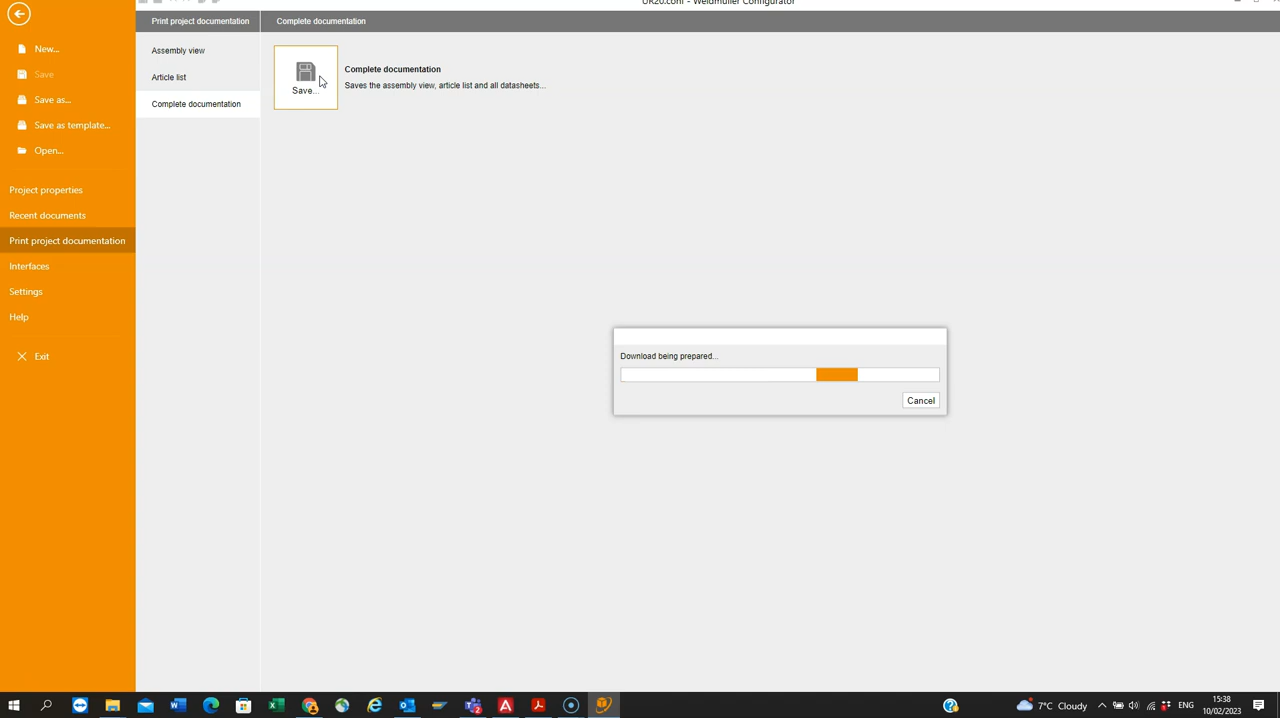 UR20.conf - Weidmüller Configurator
Print project documentation
Complete documentation
New...
Save
Save as...
Save as template...
Open...
Project properties
Recent documents
Print project documentation
Interfaces
Settings
Help
Exit
Assembly view
Article list
Complete documentation
Save...
Complete documentation
Saves the assembly view, article list and all datasheets...
Download being prepared...
Cancel
7°C Cloudy
ENG
15:38
10/02/2023